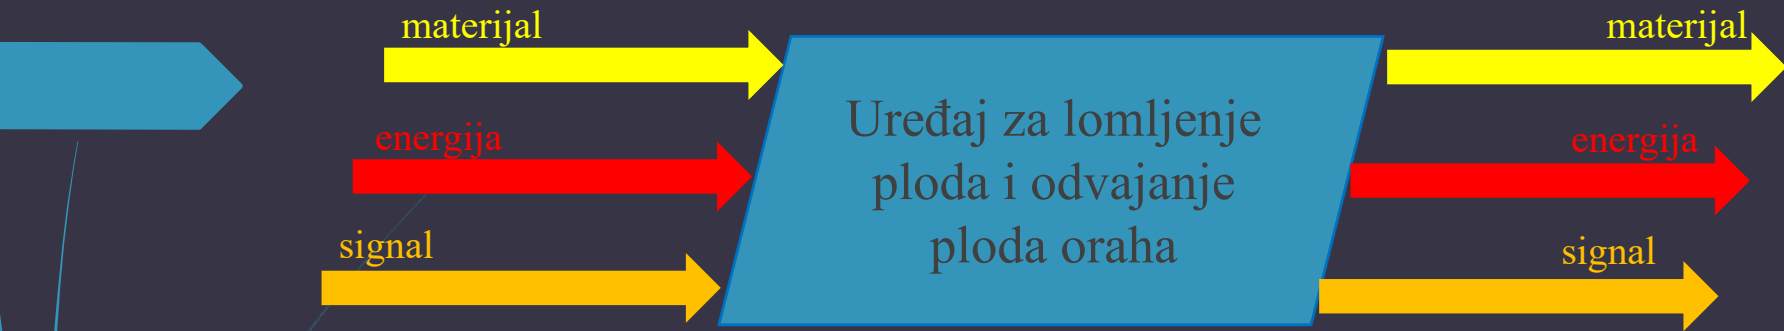 materijal
energija
signal
Uređaj za lomljenje
ploda i odvajanje
ploda oraha
materijal
energija
signal